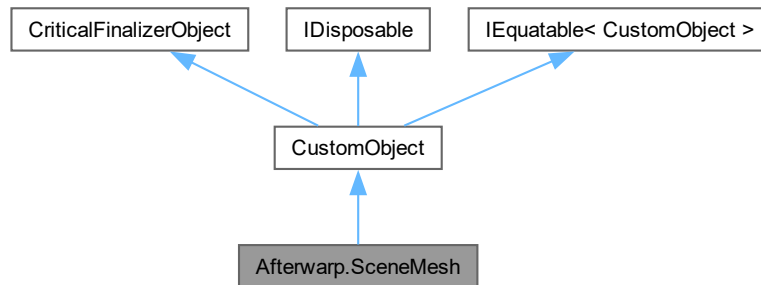 CriticalFinalizerObject
IDisposable
IEquatable< CustomObject >
CustomObject
Afterwarp.SceneMesh